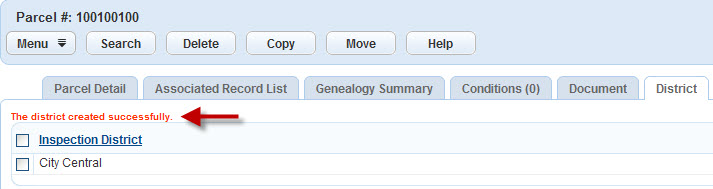 Parcel #: 100100100
Menu Search Delete Copy Move Help
Parcel Detail Associated Record List Genealogy Summary Conditions (0) Document District
The district created successfully.
Inspection District
City Central